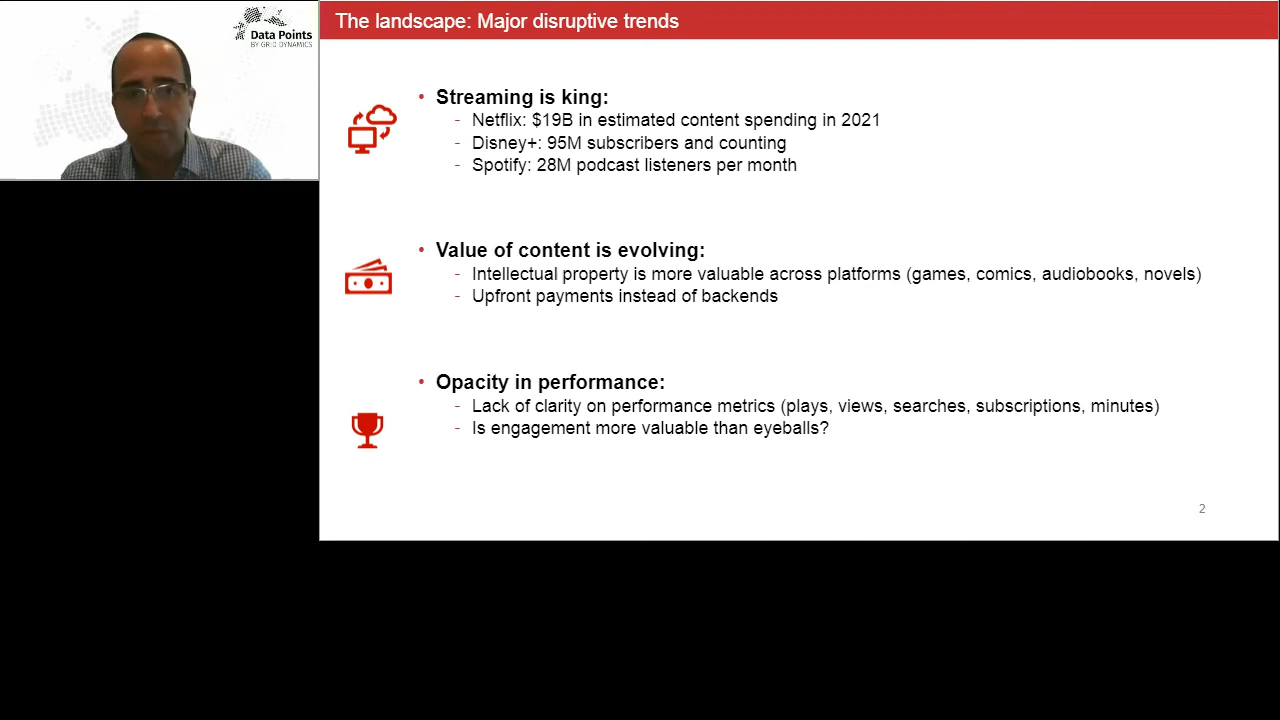 Data Points
BY GRID DYNAMICS
The landscape: Major disruptive trends
• Streaming is king:
- Netflix: $19B in estimated content spending in 2021
- Disney+: 95M subscribers and counting
- Spotify: 28M podcast listeners per month
• Value of content is evolving:
- Intellectual property is more valuable across platforms (games, comics, audiobooks, novels)
- Upfront payments instead of backends
• Opacity in performance:
- Lack of clarity on performance metrics (plays, views, searches, subscriptions, minutes)
- Is engagement more valuable than eyeballs?
2